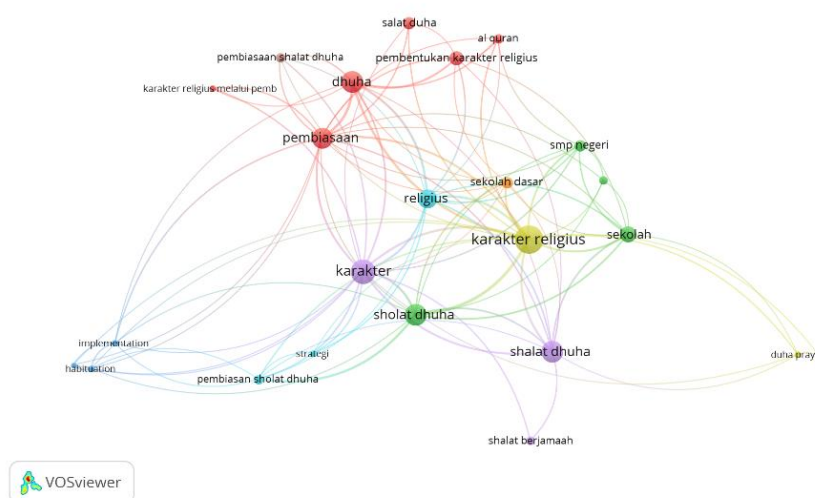 salat duha
al quran
pembiasaan shalat dhuha
pembentukan karakter religius
dhuha
karakter religius melalui pemb
pembiasaan
smp negeri
sekolah dasar
religius
sekolah
karakter religius
karakter
sholat dhuha
implementation
strategi
shalat dhuha
duha pray
habituation
pembiasan sholat dhuha
shalat berjamaah
VOSviewer